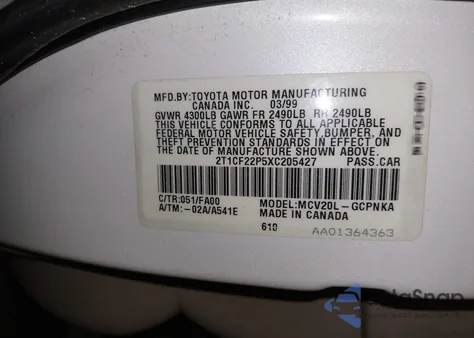 MFD.BY:TOYOTA MOTOR MANUFACTURING
CANADA INC. 03/99
GVWR 4300LB GAWR FR 2490LB RR 2490LB
THIS VEHICLE CONFORMS TO ALL APPLICABLE
FEDERAL MOTOR VEHICLE SAFETY,BUMPER, AND
THEFT PREVENTION STANDARDS IN EFFECT ON
THE DATE OF MANUFACTURE SHOWN ABOVE.
2T1CF22P5XC205427 PASS.CAR
C/TR:051/FA00 MODEL:MCV20L-GCPNKA
A/TM:-02A/A541E MADE IN CANADA
610 AA01364363